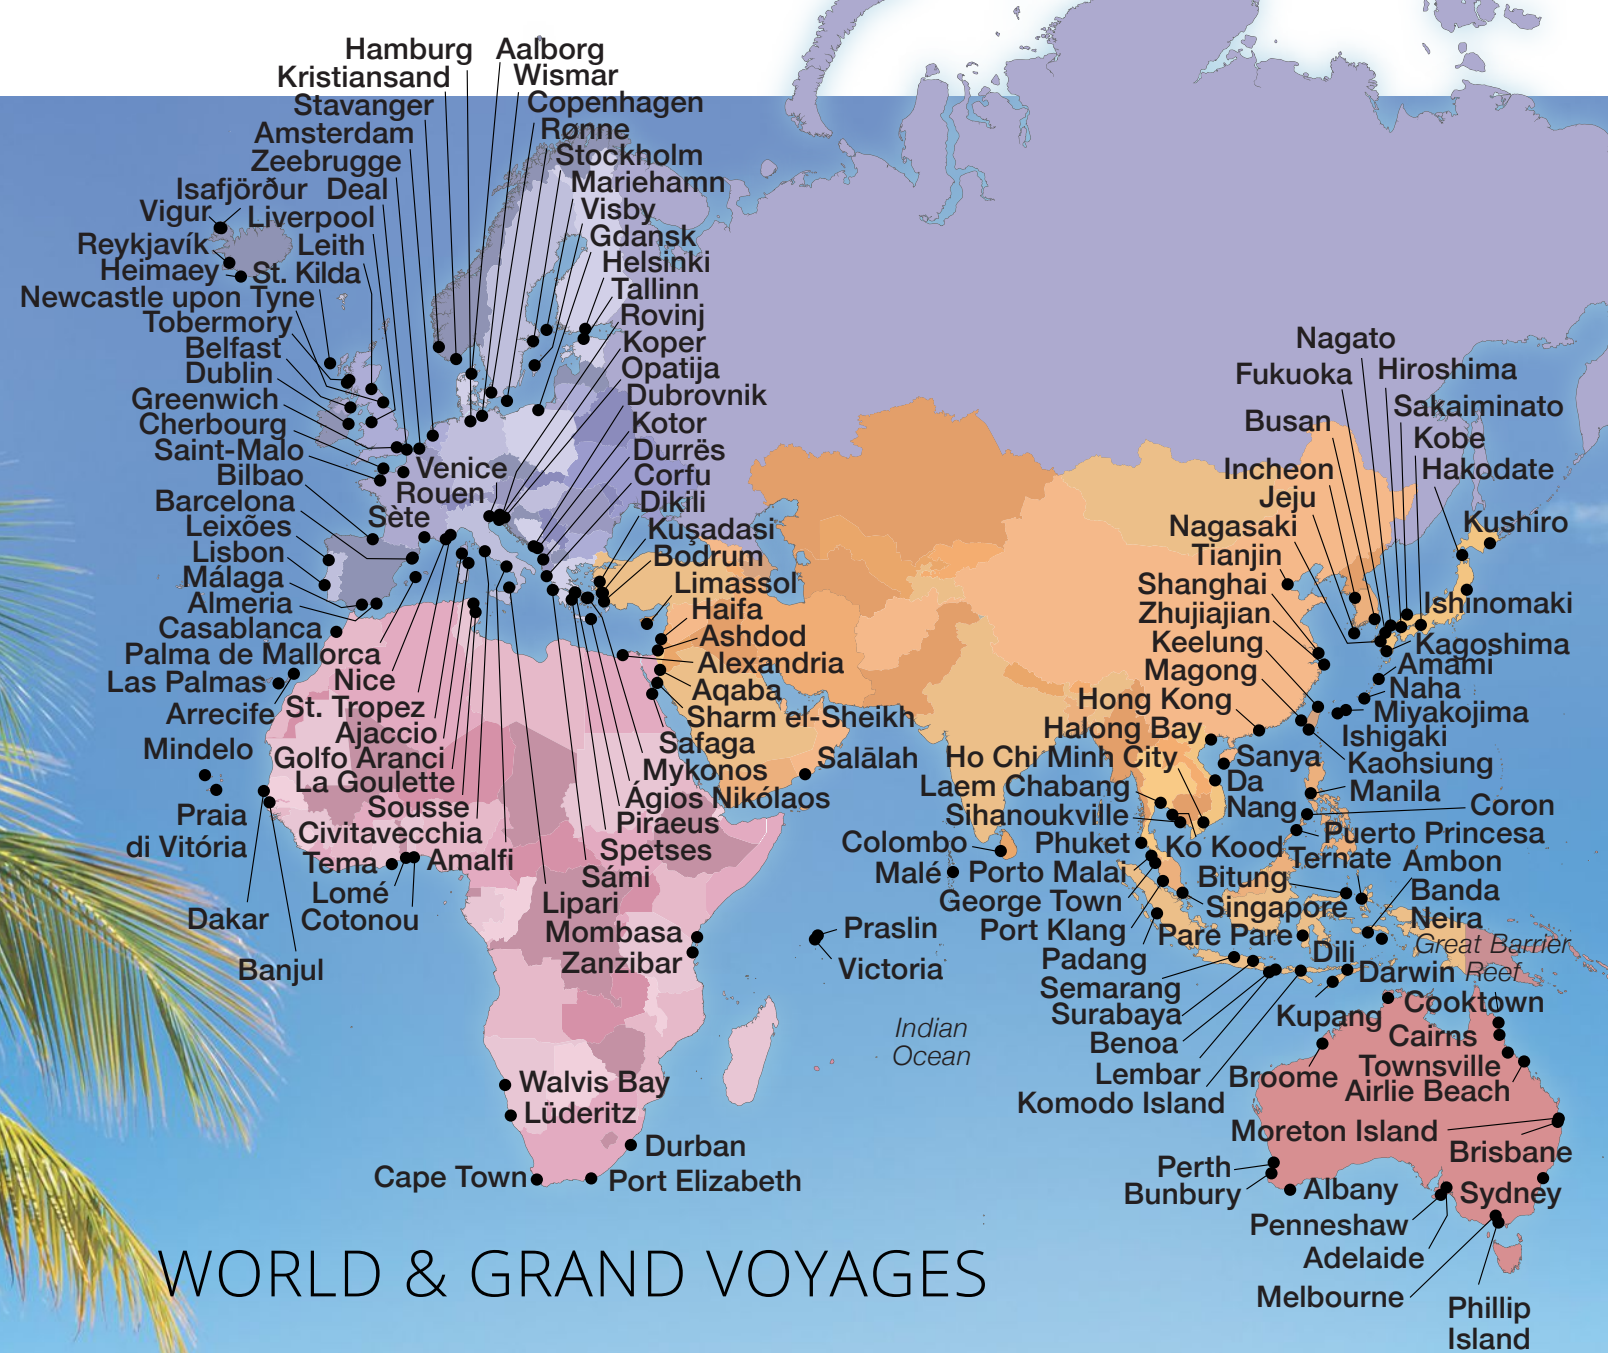 Hamburg
Aalborg
Kristiansand
Wismar
Stavanger
Copenhagen
Amsterdam
Rønne
Zeebrugge
Stockholm
Isafjörður
Deal
Mariehamn
Vigur
Liverpool
Visby
Reykjavík
Leith
Gdansk
Heimaey
St. Kilda
Helsinki
Newcastle upon Tyne
Tallinn
Tobermory
Rovinj
Belfast
Koper
Dublin
Opatija
Greenwich
Dubrovnik
Cherbourg
Kotor
Saint-Malo
Durrës
Bilbao
Venice
Corfu
Barcelona
Rouen
Dikili
Leixões
Sète
Kuşadasi
Lisbon
Bodrum
Málaga
Limassol
Almeria
Haifa
Casablanca
Ashdod
Palma de Mallorca
Alexandria
Las Palmas
Nice
Aqaba
Arrecife
St. Tropez
Sharm el-Sheikh
Mindelo
Ajaccio
Safaga
Golfo Aranci
Mykonos
Salālah
La Goulette
Ágios Nikólaos
Praia
di Vitória
Sousse
Piraeus
Civitavecchia
Spetses
Tema
Amalfi
Sámi
Lomé
Lipari
Dakar
Cotonou
Mombasa
Banjul
Zanzibar
Praslin
Victoria
Indian
Ocean
Walvis Bay
Lüderitz
Durban
Cape Town
Port Elizabeth
Nagato
Fukuoka
Hiroshima
Busan
Sakaiminato
Kobe
Incheon
Hakodate
Jeju
Nagasaki
Kushiro
Tianjin
Shanghai
Ishinomaki
Zhujiajian
Keelung
Kagoshima
Magong
Amami
Hong Kong
Naha
Halong Bay
Miyakojima
Ho Chi Minh City
Sanya
Ishigaki
Laem Chabang
Da
Nang
Kaohsiung
Sihanoukville
Manila
Colombo
Phuket
Coron
Malé
Porto Malai
Ko Kood
Puerto Princesa
George Town
Ternate
Ambon
Port Klang
Bitung
Banda
Neira
Padang
Singapore
Semarang
Pare Pare
Great Barrier
Reef
Surabaya
Dili
Darwin
Benoa
Kupang
Cooktown
Lembar
Cairns
Komodo Island
Broome
Townsville
Airlie Beach
Moreton Island
Brisbane
Perth
Bunbury
Albany
Sydney
Penneshaw
Adelaide
Melbourne
Phillip
Island
WORLD & GRAND VOYAGES